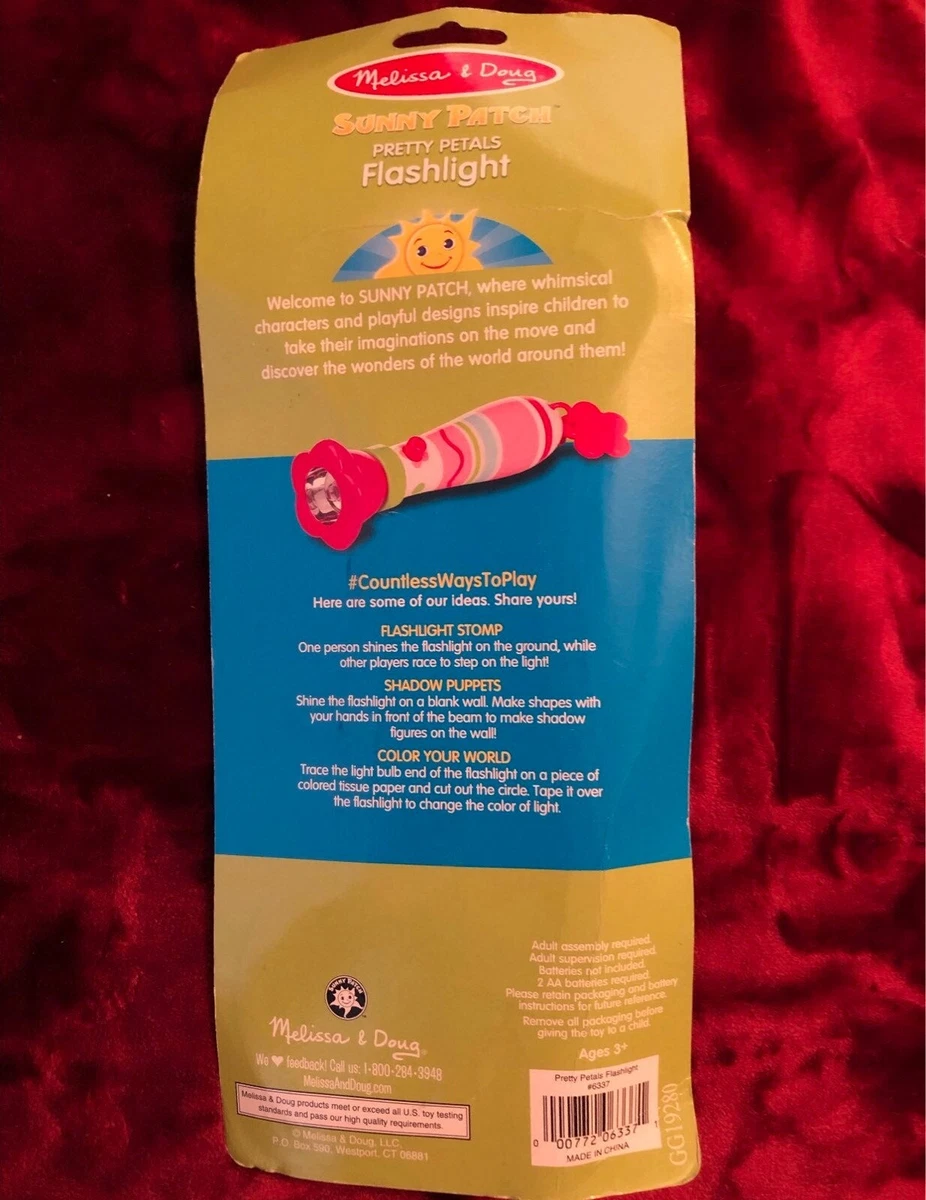 Melissa & Doug
SUNNY PATCH™
PRETTY PETALS
Flashlight
Welcome to SUNNY PATCH, where whimsical
characters and playful designs inspire children to
take their imaginations on the move and
discover the wonders of the world around them!
#CountlessWaysToPlay
Here are some of our ideas. Share yours!
FLASHLIGHT STOMP
One person shines the flashlight on the ground, while
other players race to step on the light!
SHADOW PUPPETS
Shine the flashlight on a blank wall. Make shapes with
your hands in front of the beam to make shadow
figures on the wall!
COLOR YOUR WORLD
Trace the light bulb end of the flashlight on a piece of
colored tissue paper and cut out the circle. Tape it over
the flashlight to change the color of light.
Adult assembly required.
Adult supervision required.
Batteries not included.
2 AA batteries required.
Please retain packaging and battery
instructions for future reference.
Remove all packaging before
giving the toy to a child.
Ages 3+
SUNNY PATCH
Melissa & Doug
We ♥ feedback! Call us: 1-800-284-3948
MelissaAndDoug.com
Melissa & Doug products meet or exceed all U.S. toy testing
standards and pass our high quality requirements.
© Melissa & Doug, LLC.
P.O. Box 590, Westport, CT 06881
Pretty Petals Flashlight
#6337
0 00772 06337 1
MADE IN CHINA
GG19280